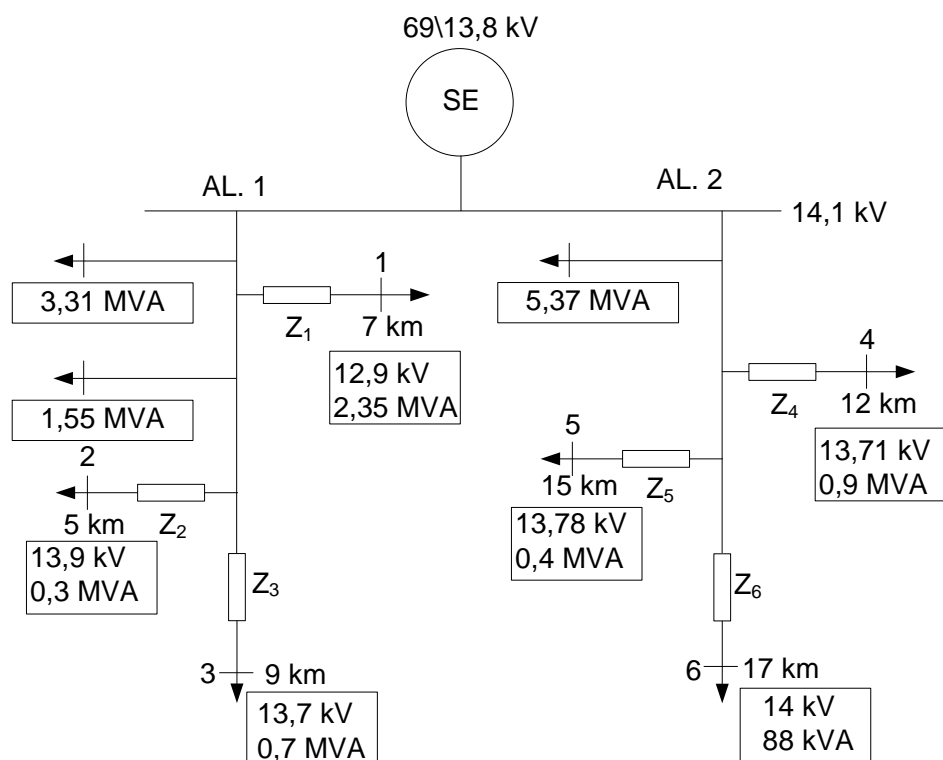 69\13,8 kV
SE
AL. 1
AL. 2
14,1 kV
3,31 MVA
Z₁
1
7 km
12,9 kV
2,35 MVA
1,55 MVA
2
5 km
Z₂
13,9 kV
0,3 MVA
Z₃
3
9 km
13,7 kV
0,7 MVA
5,37 MVA
4
Z₄
12 km
13,71 kV
0,9 MVA
5
15 km
Z₅
13,78 kV
0,4 MVA
Z₆
6
17 km
14 kV
88 kVA